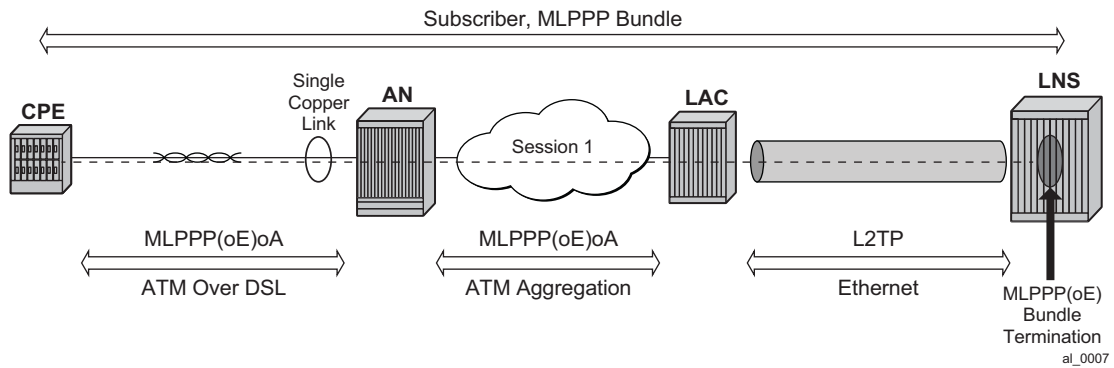 Subscriber, MLPPP Bundle
CPE
Single
Copper
Link
AN
Session 1
LAC
LNS
MLPPP(oE)oA
ATM Over DSL
MLPPP(oE)oA
ATM Aggregation
L2TP
Ethernet
MLPPP(oE)
Bundle
Termination
al_0007